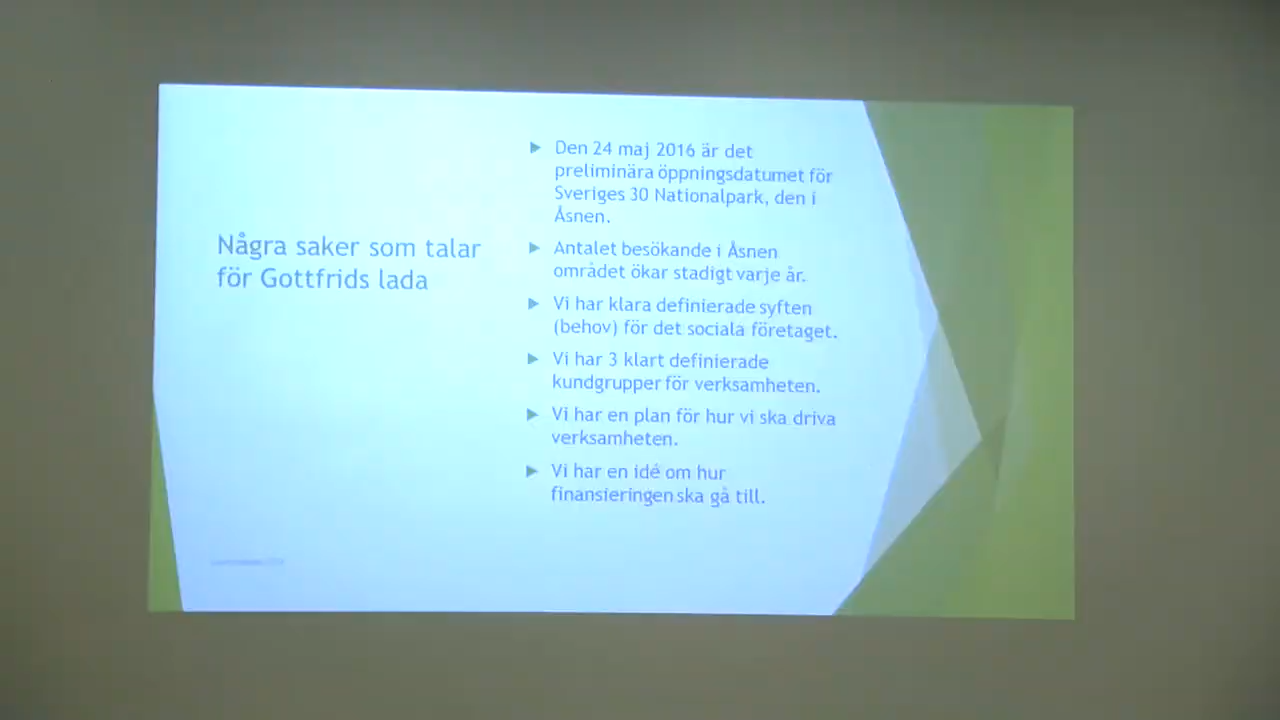 Några saker som talar
för Gottfrids lada
Den 24 maj 2016 är det
preliminära öppningsdatumet för
Sveriges 30 Nationalpark, den i
Åsnen.
Antalet besökande i Åsnen
området ökar stadigt varje år.
Vi har klara definierade syften
(behov) för det sociala företaget.
Vi har 3 klart definierade
kundgrupper för verksamheten.
Vi har en plan för hur vi ska driva
verksamheten.
Vi har en idé om hur
finansieringen ska gå till.